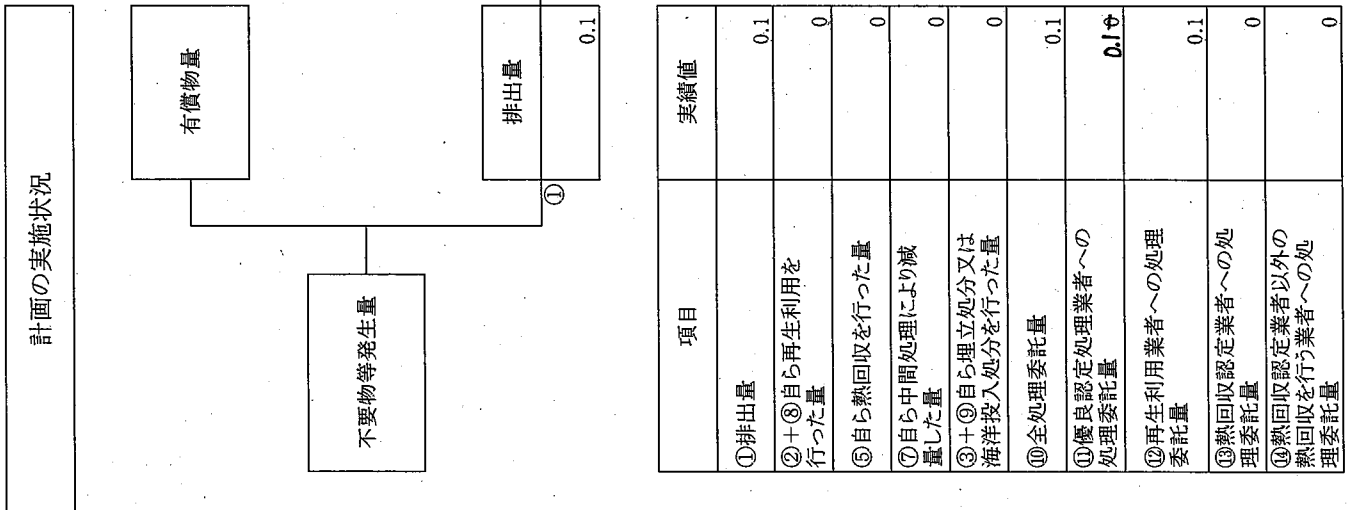 計画の実施状況
有償物量
不要物等発生量
①
排出量
0.1
項目 実績値
①排出量 0.1
②+⑧自ら再生利用を
行った量 0
⑤自ら熱回収を行った量 0
⑦自ら中間処理により減
量した量 0
③+⑨自ら埋立処分又は
海洋投入処分を行った量 0
⑩全処理委託量 0.1
⑪優良認定処理業者への
処理委託量 0.1 0
⑫再生利用業者への処理
委託量 0.1
⑬熱回収認定業者への処
理委託量 0
⑭熱回収認定業者以外の
熱回収を行う業者への処
理委託量 0